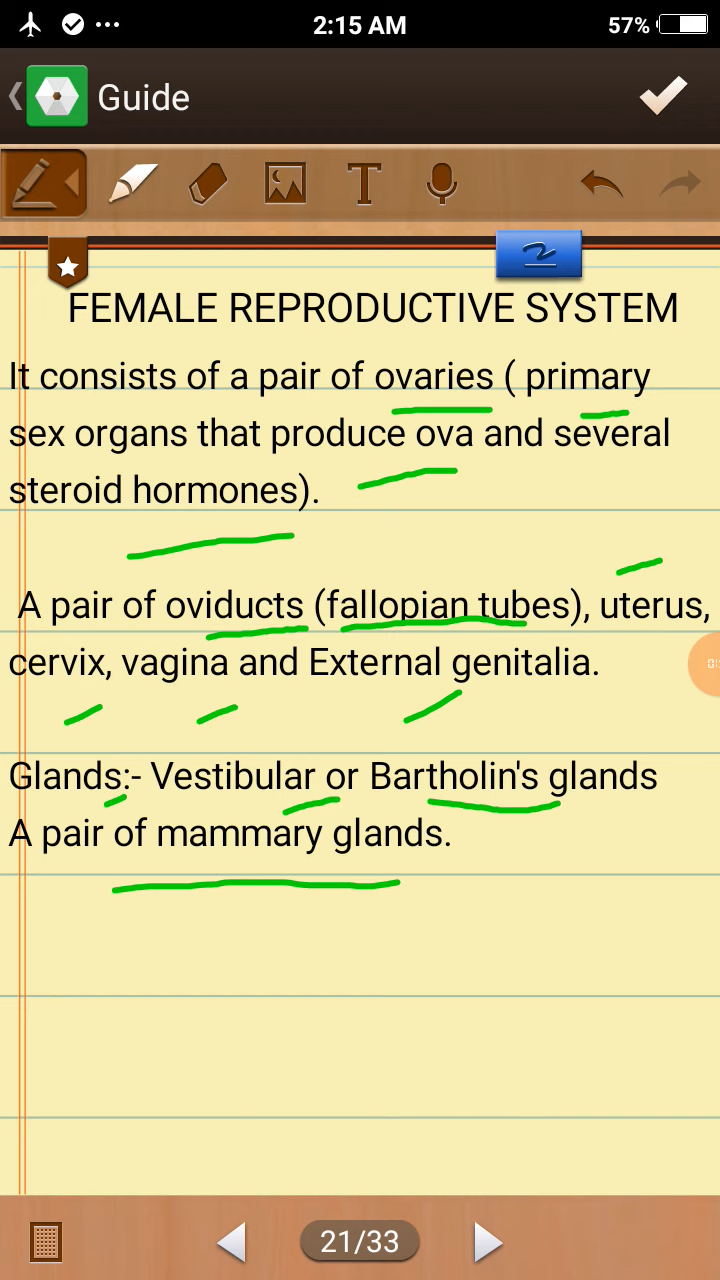 2:15 AM 57%
Guide
FEMALE REPRODUCTIVE SYSTEM
It consists of a pair of ovaries ( primary
sex organs that produce ova and several
steroid hormones).
A pair of oviducts (fallopian tubes), uterus,
cervix, vagina and External genitalia.
Glands:- Vestibular or Bartholin's glands
A pair of mammary glands.
21/33